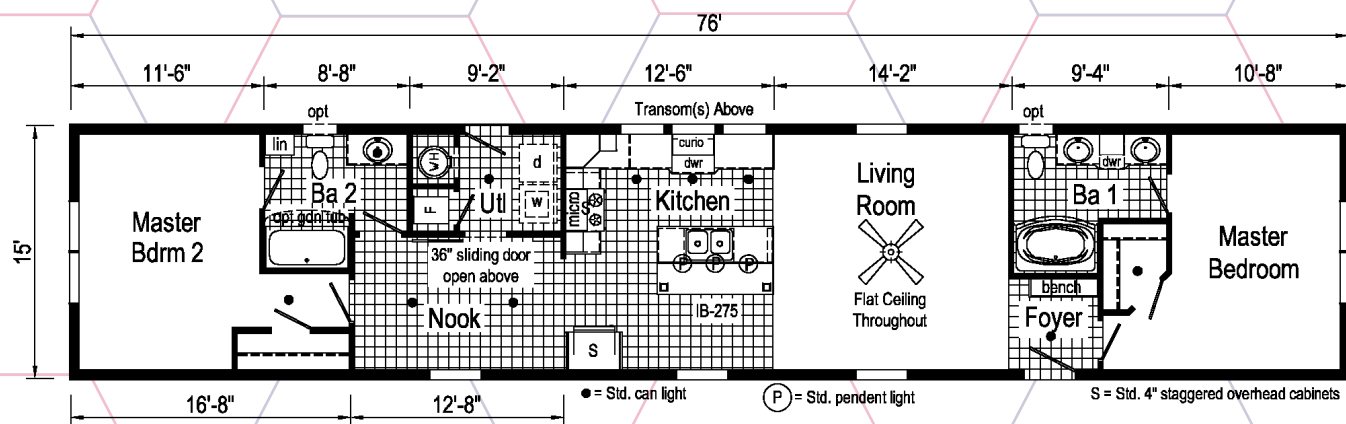 76'
11'-6" 8'-8" 9'-2" 12'-6" 14'-2" 9'-4" 10'-8"
opt
Transom(s) Above
opt
15'
lin
WH
d
curio
dwr
dwr
Living
Room
Ba 2
F
Utl
w
micro
S
Kitchen
Ba 1
Master
Bdrm 2
opt gdn tub
Master
Bedroom
36" sliding door
open above
P P P
bench
Nook
IB-275
Flat Ceiling
Throughout
Foyer
S
● = Std. can light
P = Std. pendent light
S = Std. 4" staggered overhead cabinets
16'-8" 12'-8"